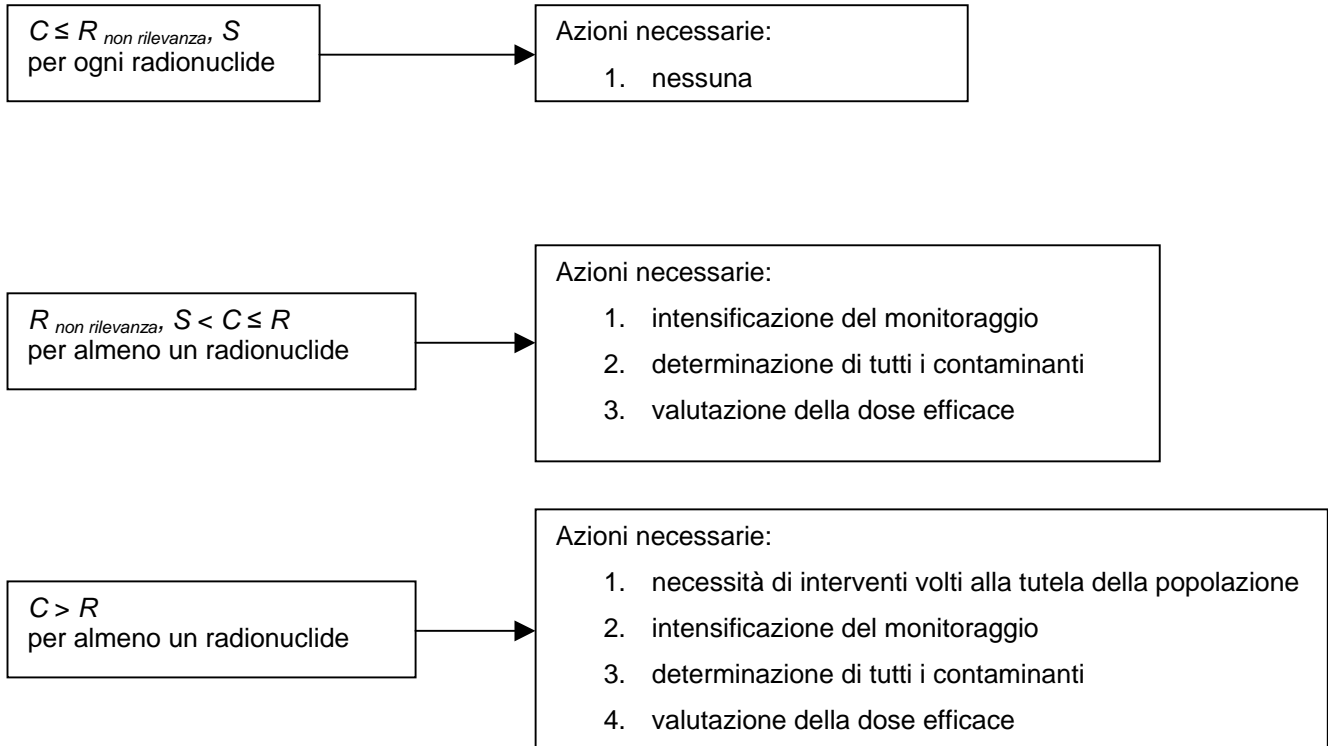 C ≤ R non rilevanza, S
per ogni radionuclide
Azioni necessarie:
1. nessuna
R non rilevanza, S < C ≤ R
per almeno un radionuclide
Azioni necessarie:
1. intensificazione del monitoraggio
2. determinazione di tutti i contaminanti
3. valutazione della dose efficace
C > R
per almeno un radionuclide
Azioni necessarie:
1. necessità di interventi volti alla tutela della popolazione
2. intensificazione del monitoraggio
3. determinazione di tutti i contaminanti
4. valutazione della dose efficace